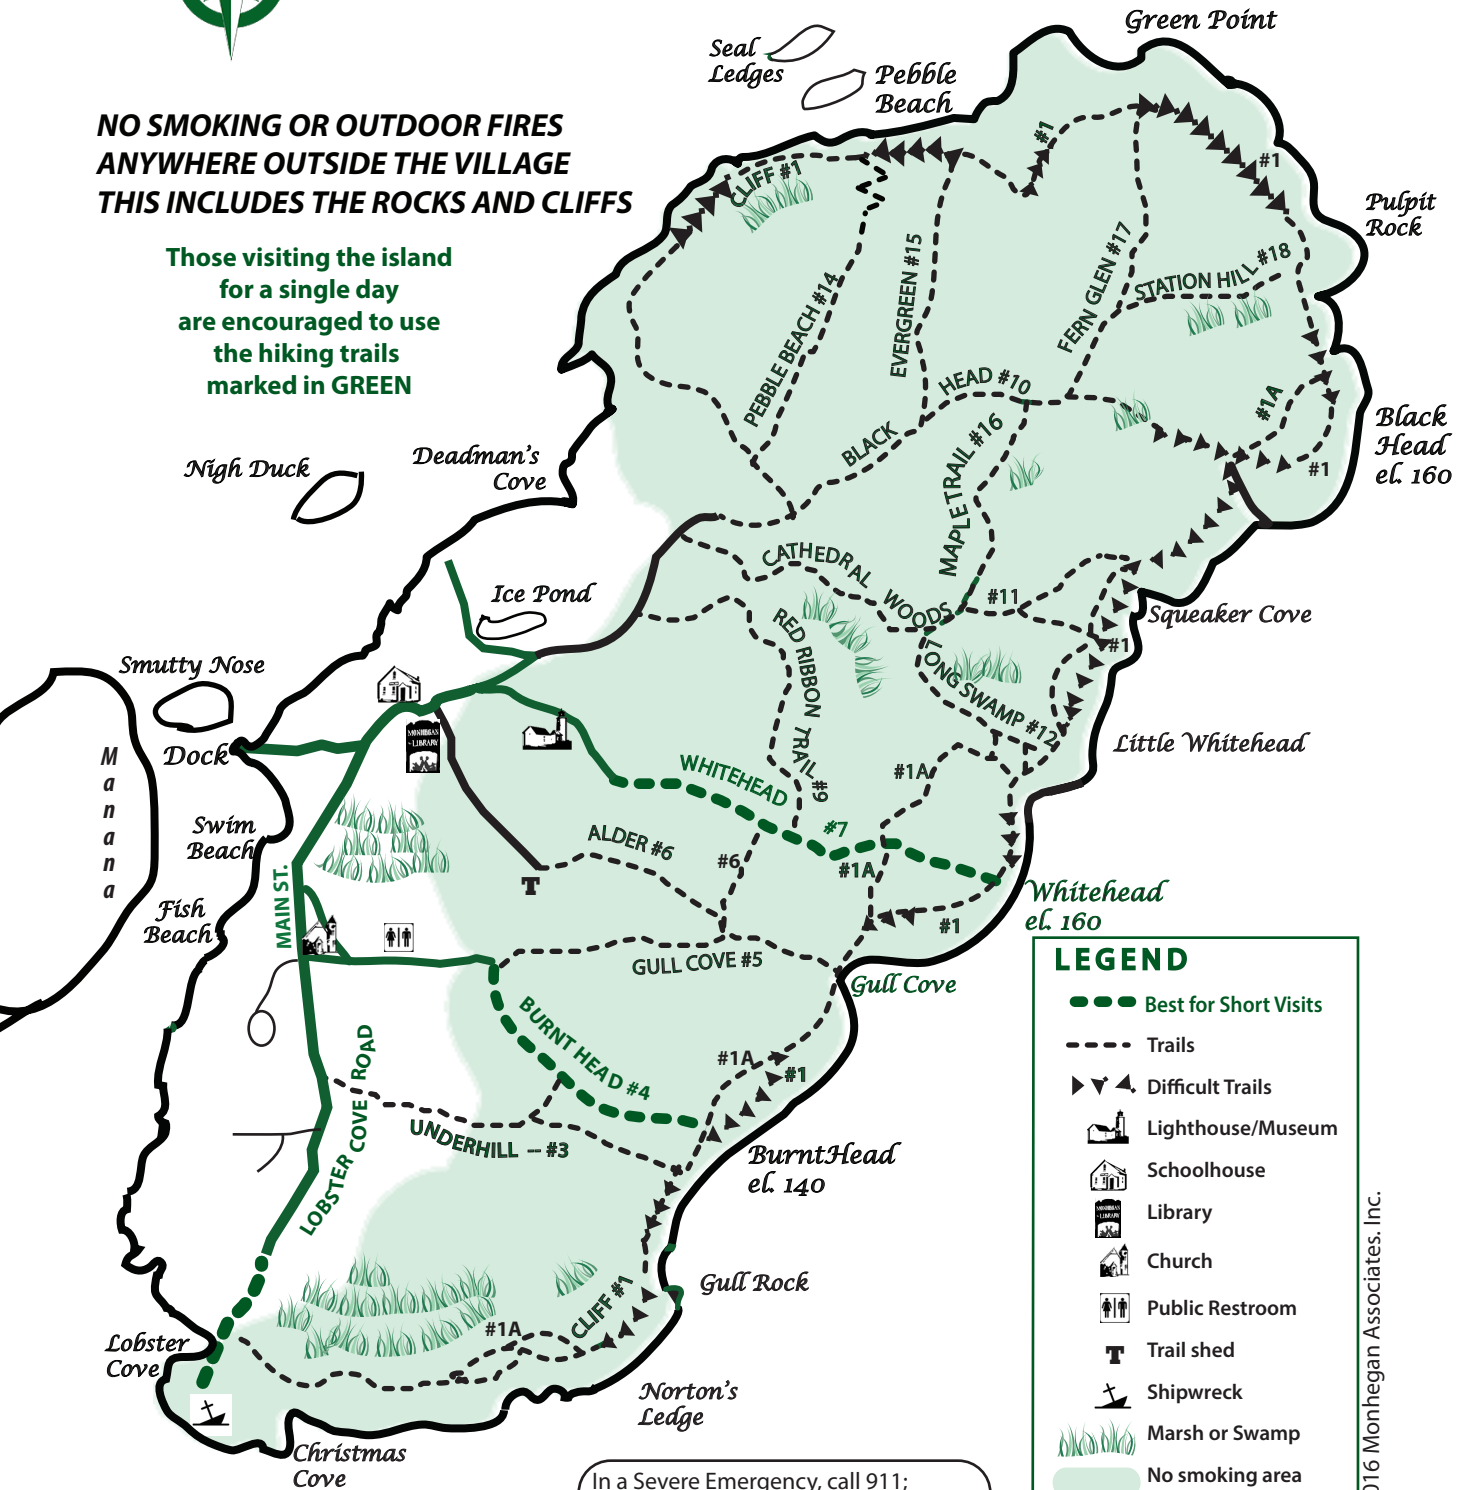 Green Point
Seal
Ledges
Pebble
Beach
NO SMOKING OR OUTDOOR FIRES
ANYWHERE OUTSIDE THE VILLAGE
THIS INCLUDES THE ROCKS AND CLIFFS
Those visiting the island
for a single day
are encouraged to use
the hiking trails
marked in GREEN
#1
#1
CLIFF #1
Pulpit
Rock
PEBBLE BEACH #14
EVERGREEN #15
FERN GLEN #17
STATION HILL #18
BLACK HEAD #10
MAPLE TRAIL #16
#1A
#1
Black
Head
el. 160
Nigh Duck
Deadman's
Cove
Ice Pond
CATHEDRAL WOODS
#11
Squeaker Cove
#1
RED RIBBON TRAIL #9
LONG SWAMP #12
Smutty Nose
Dock
Manana
MONHEGAN
LIBRARY
Little Whitehead
WHITEHEAD
#7
#1A
#1A
Swim
Beach
ALDER #6
#6
T
MAIN ST.
Fish
Beach
Whitehead
el. 160
#1
GULL COVE #5
Gull Cove
BURNT HEAD #4
#1A
#1
LOBSTER COVE ROAD
UNDERHILL -- #3
Burnt Head
el. 140
Gull Rock
CLIFF #1
#1A
Lobster
Cove
Norton's
Ledge
Christmas
Cove
In a Severe Emergency, call 911;
LEGEND
Best for Short Visits
Trails
Difficult Trails
Lighthouse/Museum
Schoolhouse
Library
Church
Public Restroom
T Trail shed
Shipwreck
Marsh or Swamp
No smoking area
016 Monhegan Associates. Inc.